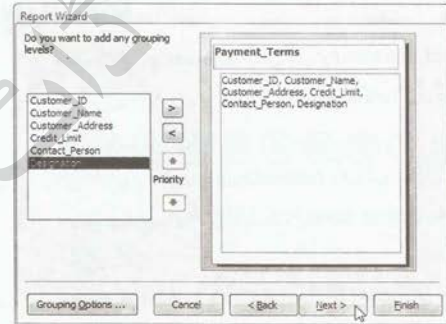 Report Wizard
Do you want to add any grouping
levels?
Customer_ID
Customer_Name
Customer_Address
Credit_Limit
Contact_Person
Designation
>
<
Priority
Payment_Terms
Customer_ID, Customer_Name,
Customer_Address, Credit_Limit,
Contact_Person, Designation
Grouping Options ...
Cancel
< Back
Next >
Finish